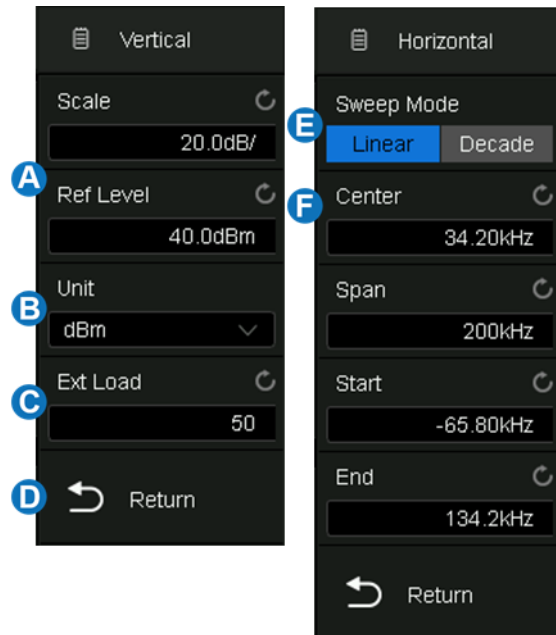 Vertical
Scale
20.0dB/
A
Ref Level
40.0dBm
B
Unit
dBm
C
Ext Load
50
D
Return
Horizontal
E
Sweep Mode
Linear Decade
F
Center
34.20kHz
Span
200kHz
Start
-65.80kHz
End
134.2kHz
Return